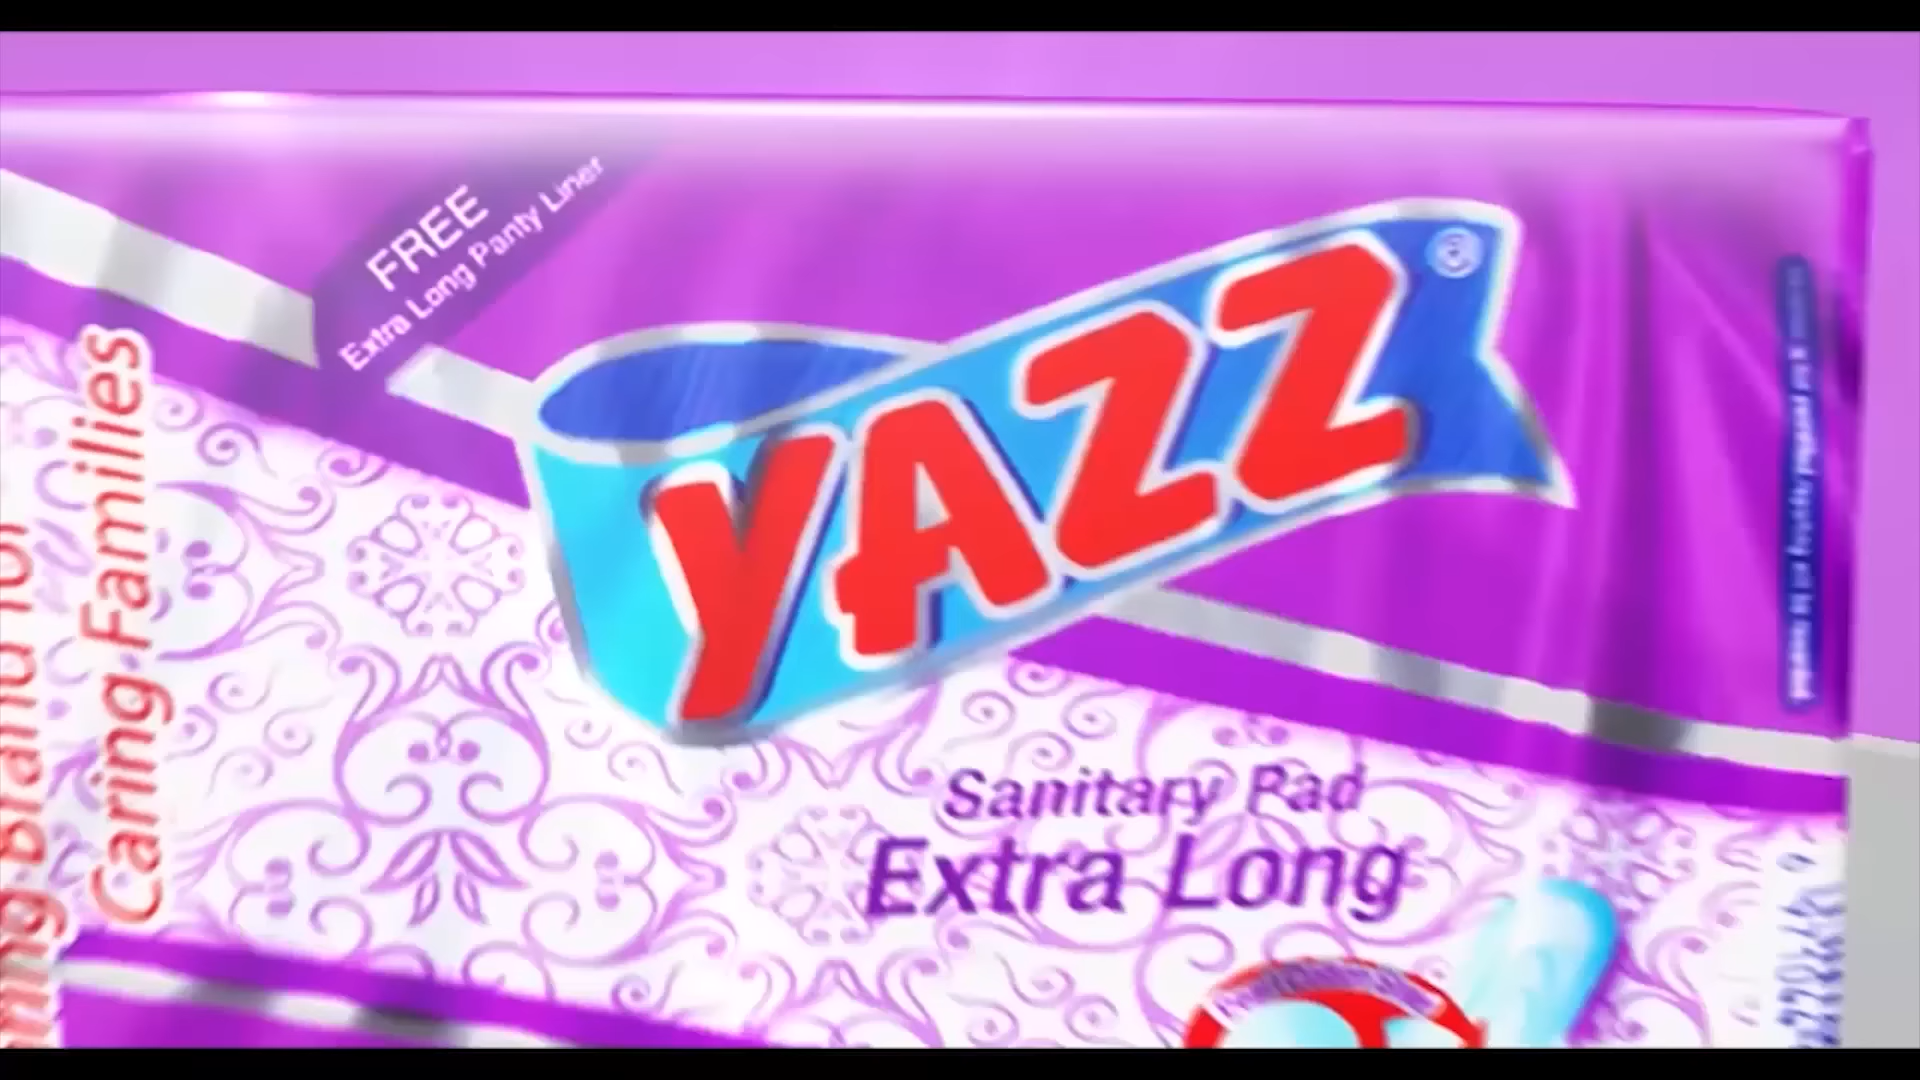 FREE
Extra Long Panty Liner
YAZZ
®
Sanitary Pad
Extra Long
Caring Families